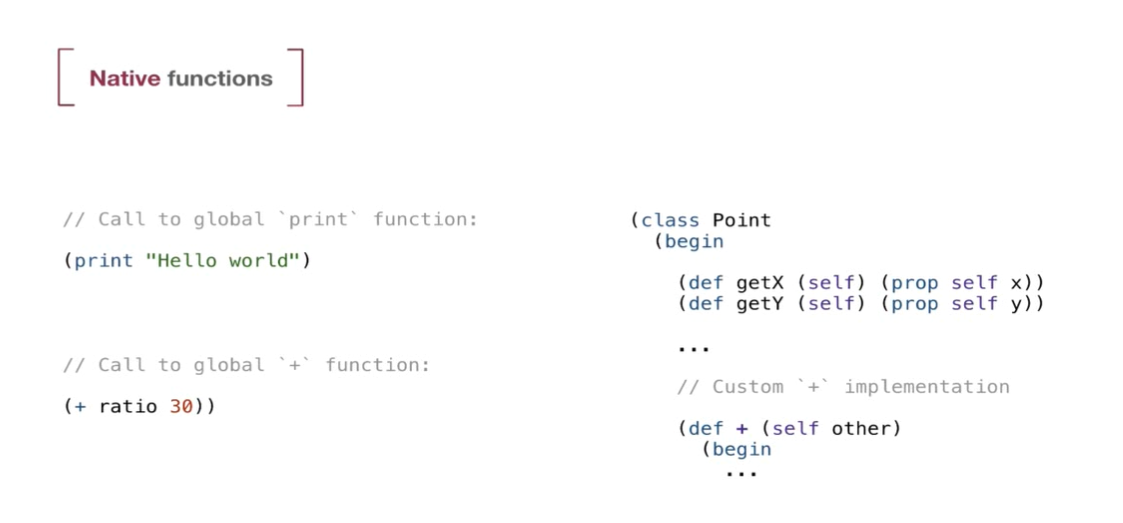 Native functions
// Call to global `print` function:
(print "Hello world")
// Call to global `+` function:
(+ ratio 30))
(class Point
(begin
(def getX (self) (prop self x))
(def getY (self) (prop self y))
...
// Custom `+` implementation
(def + (self other)
(begin
...